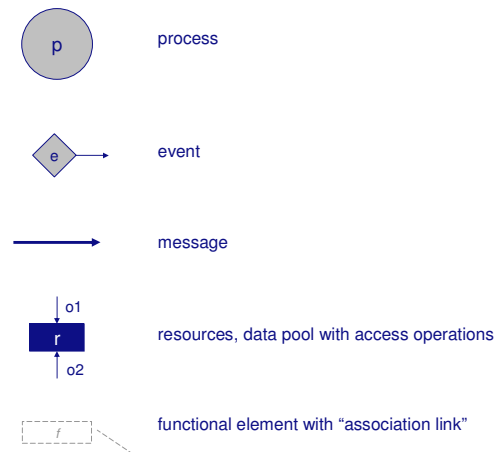 p process
e event
message
o1
r resources, data pool with access operations
o2
f functional element with “association link”